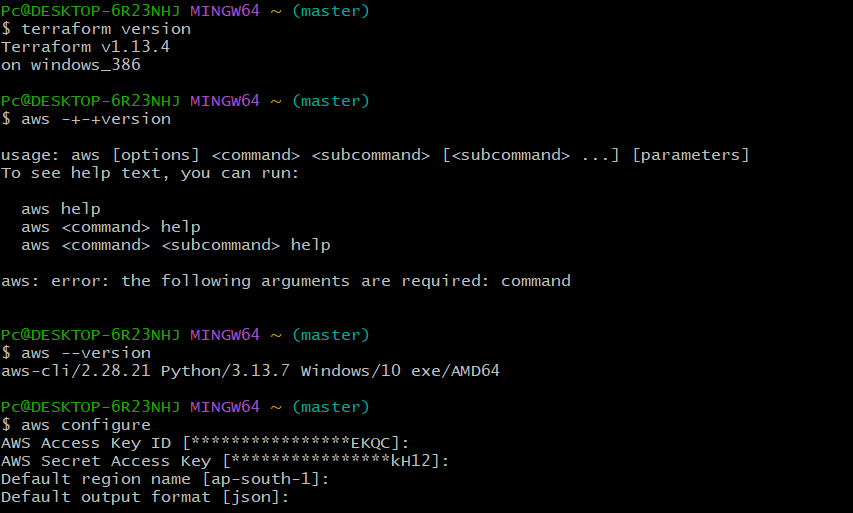 Pc@DESKTOP-6R23NHJ MINGW64 ~ (master)
$ terraform version
Terraform v1.13.4
on windows_386
Pc@DESKTOP-6R23NHJ MINGW64 ~ (master)
$ aws -+-+version
usage: aws [options] <command> <subcommand> [<subcommand> ...] [parameters]
To see help text, you can run:
aws help
aws <command> help
aws <command> <subcommand> help
aws: error: the following arguments are required: command
Pc@DESKTOP-6R23NHJ MINGW64 ~ (master)
$ aws --version
aws-cli/2.28.21 Python/3.13.7 Windows/10 exe/AMD64
Pc@DESKTOP-6R23NHJ MINGW64 ~ (master)
$ aws configure
AWS Access Key ID [****************EKQC]:
AWS Secret Access Key [****************kH12]:
Default region name [ap-south-1]:
Default output format [json]: